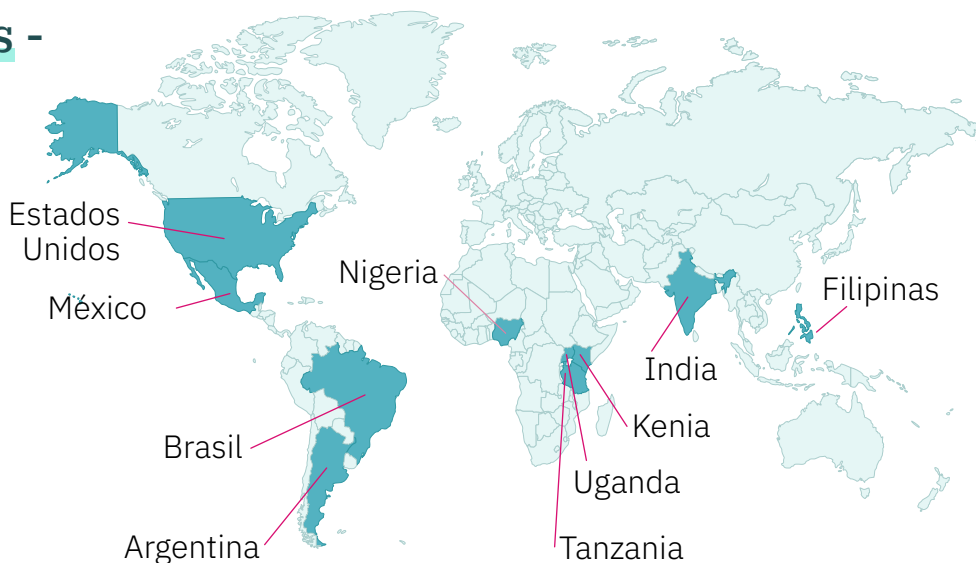 s -
Estados
Unidos
México
Nigeria
Filipinas
India
Kenia
Brasil
Uganda
Argentina
Tanzania